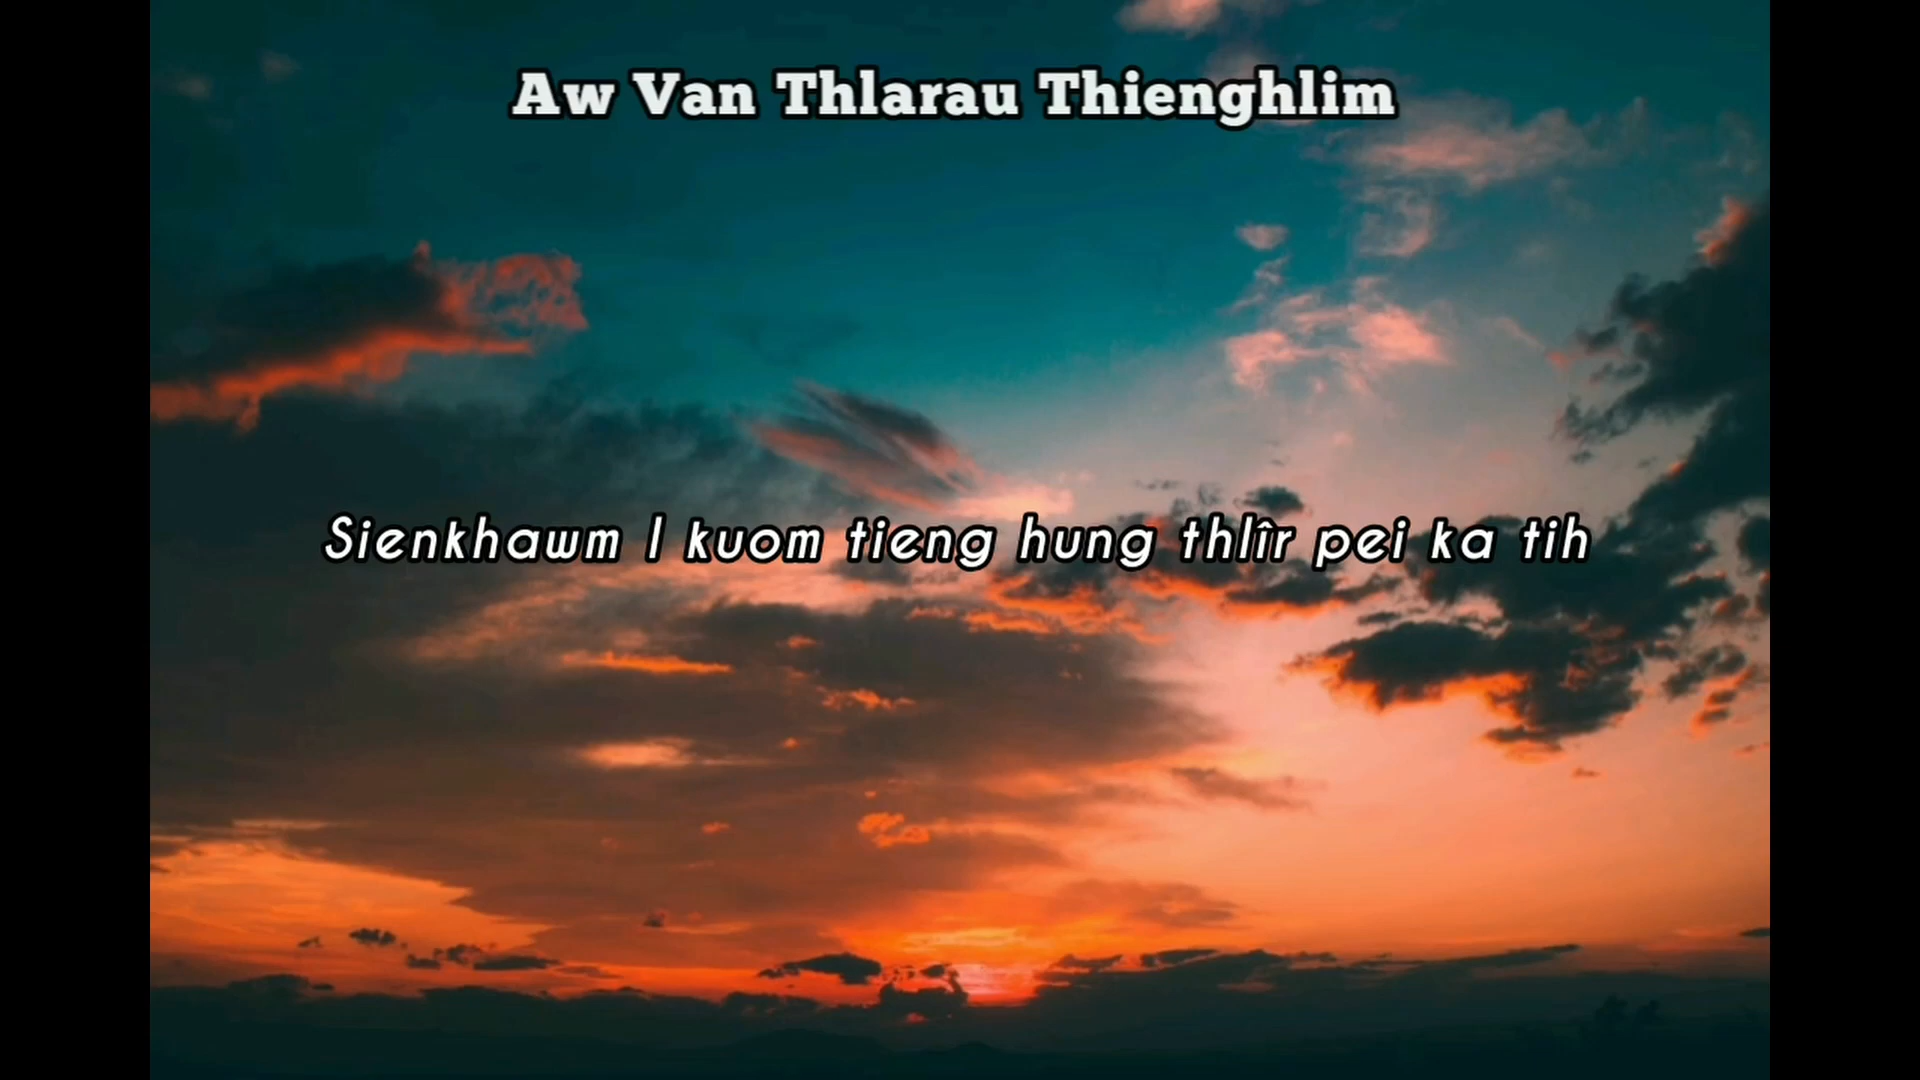 Aw Van Thlarau Thienghlim
Sienkhawm I kuom tieng hung thlîr pei ka tih